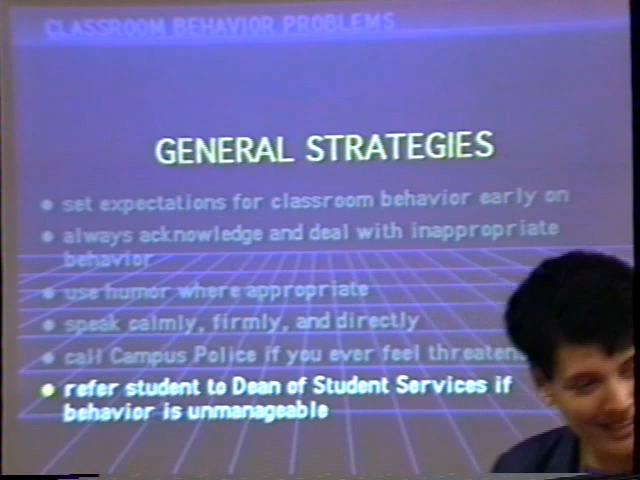 CLASSROOM BEHAVIOR PROBLEMS
GENERAL STRATEGIES
• set expectations for classroom behavior early on
• always acknowledge and deal with inappropriate
behavior
• use humor where appropriate
• speak calmly, firmly, and directly
• call Campus Police if you ever feel threaten
• refer student to Dean of Student Services if
behavior is unmanageable